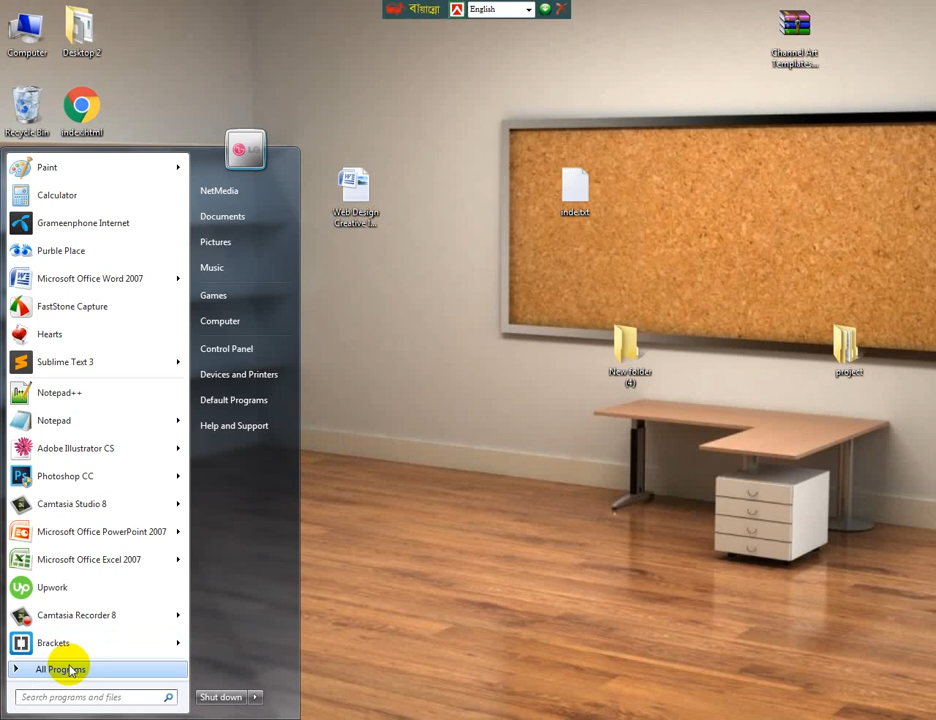 বায়ান্নো
English
Computer
Desktop 2
Channel Art
Templates...
Recycle Bin
index.html
LG
Web Design
Creative I...
inde.txt
New folder
(4)
project
Paint
Calculator
Grameenphone Internet
Purble Place
Microsoft Office Word 2007
FastStone Capture
Hearts
Sublime Text 3
Notepad++
Notepad
Adobe Illustrator CS
Photoshop CC
Camtasia Studio 8
Microsoft Office PowerPoint 2007
Microsoft Office Excel 2007
Upwork
Camtasia Recorder 8
Brackets
All Programs
Search programs and files
NetMedia
Documents
Pictures
Music
Games
Computer
Control Panel
Devices and Printers
Default Programs
Help and Support
Shut down